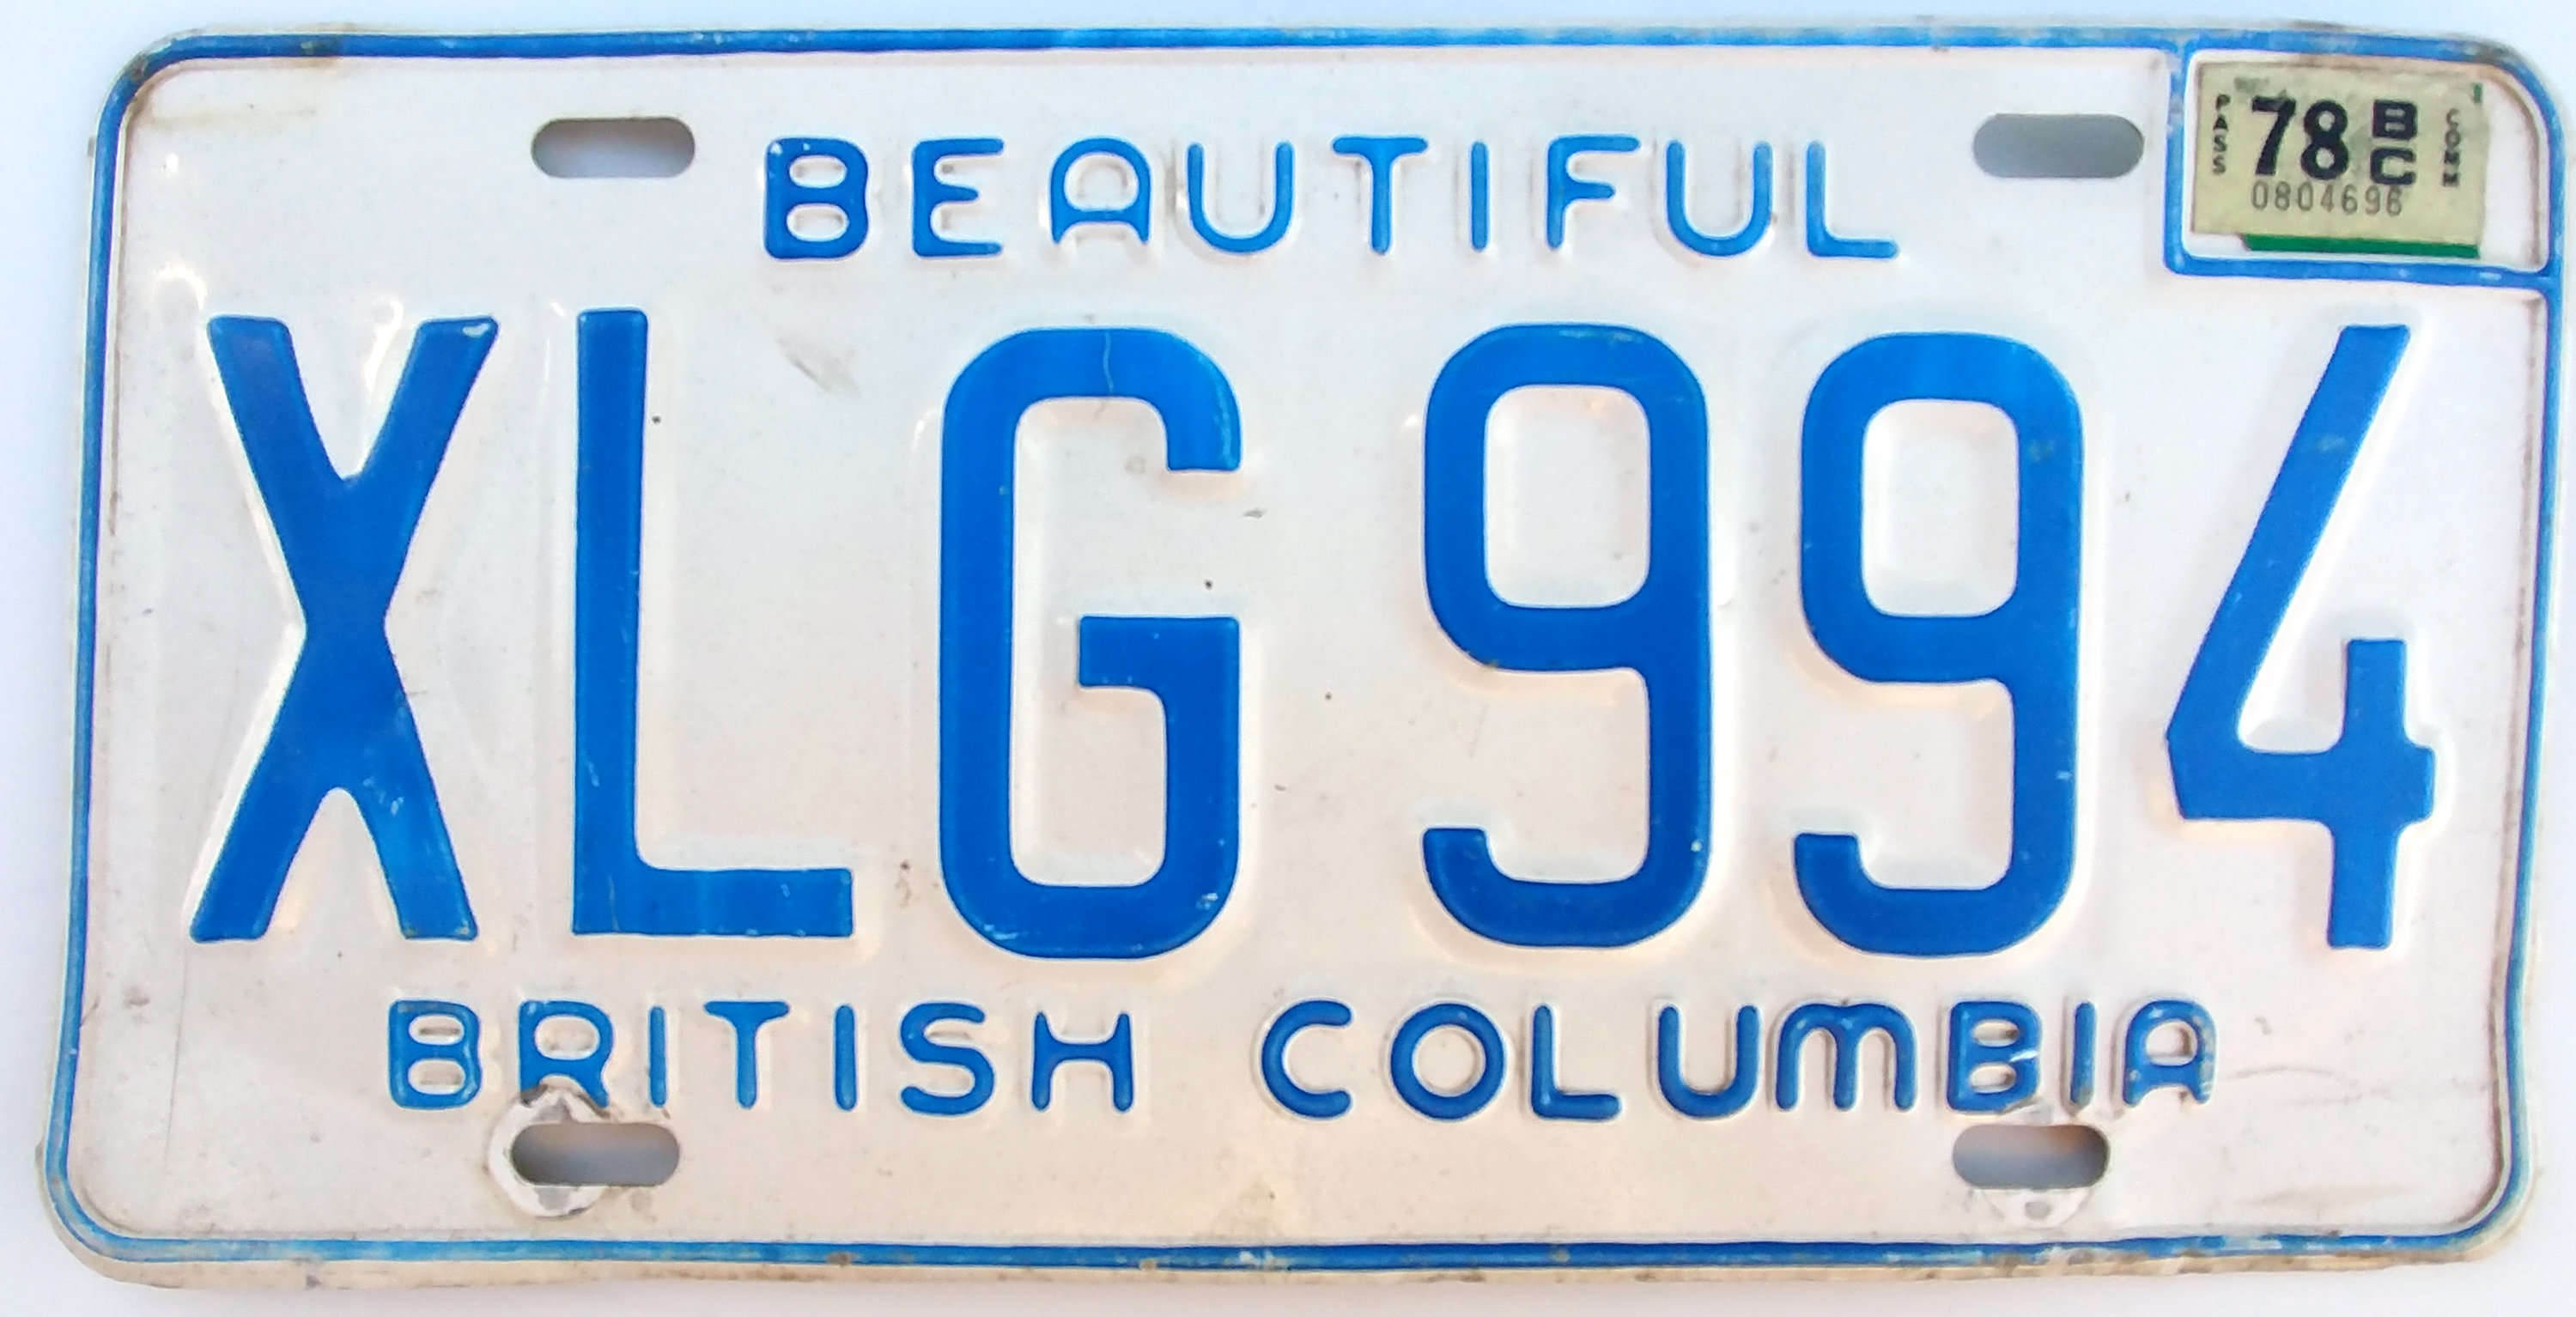 BEAUTIFUL
PASS 78 BC COMM
0804696
XLG 994
BRITISH COLUMBIA